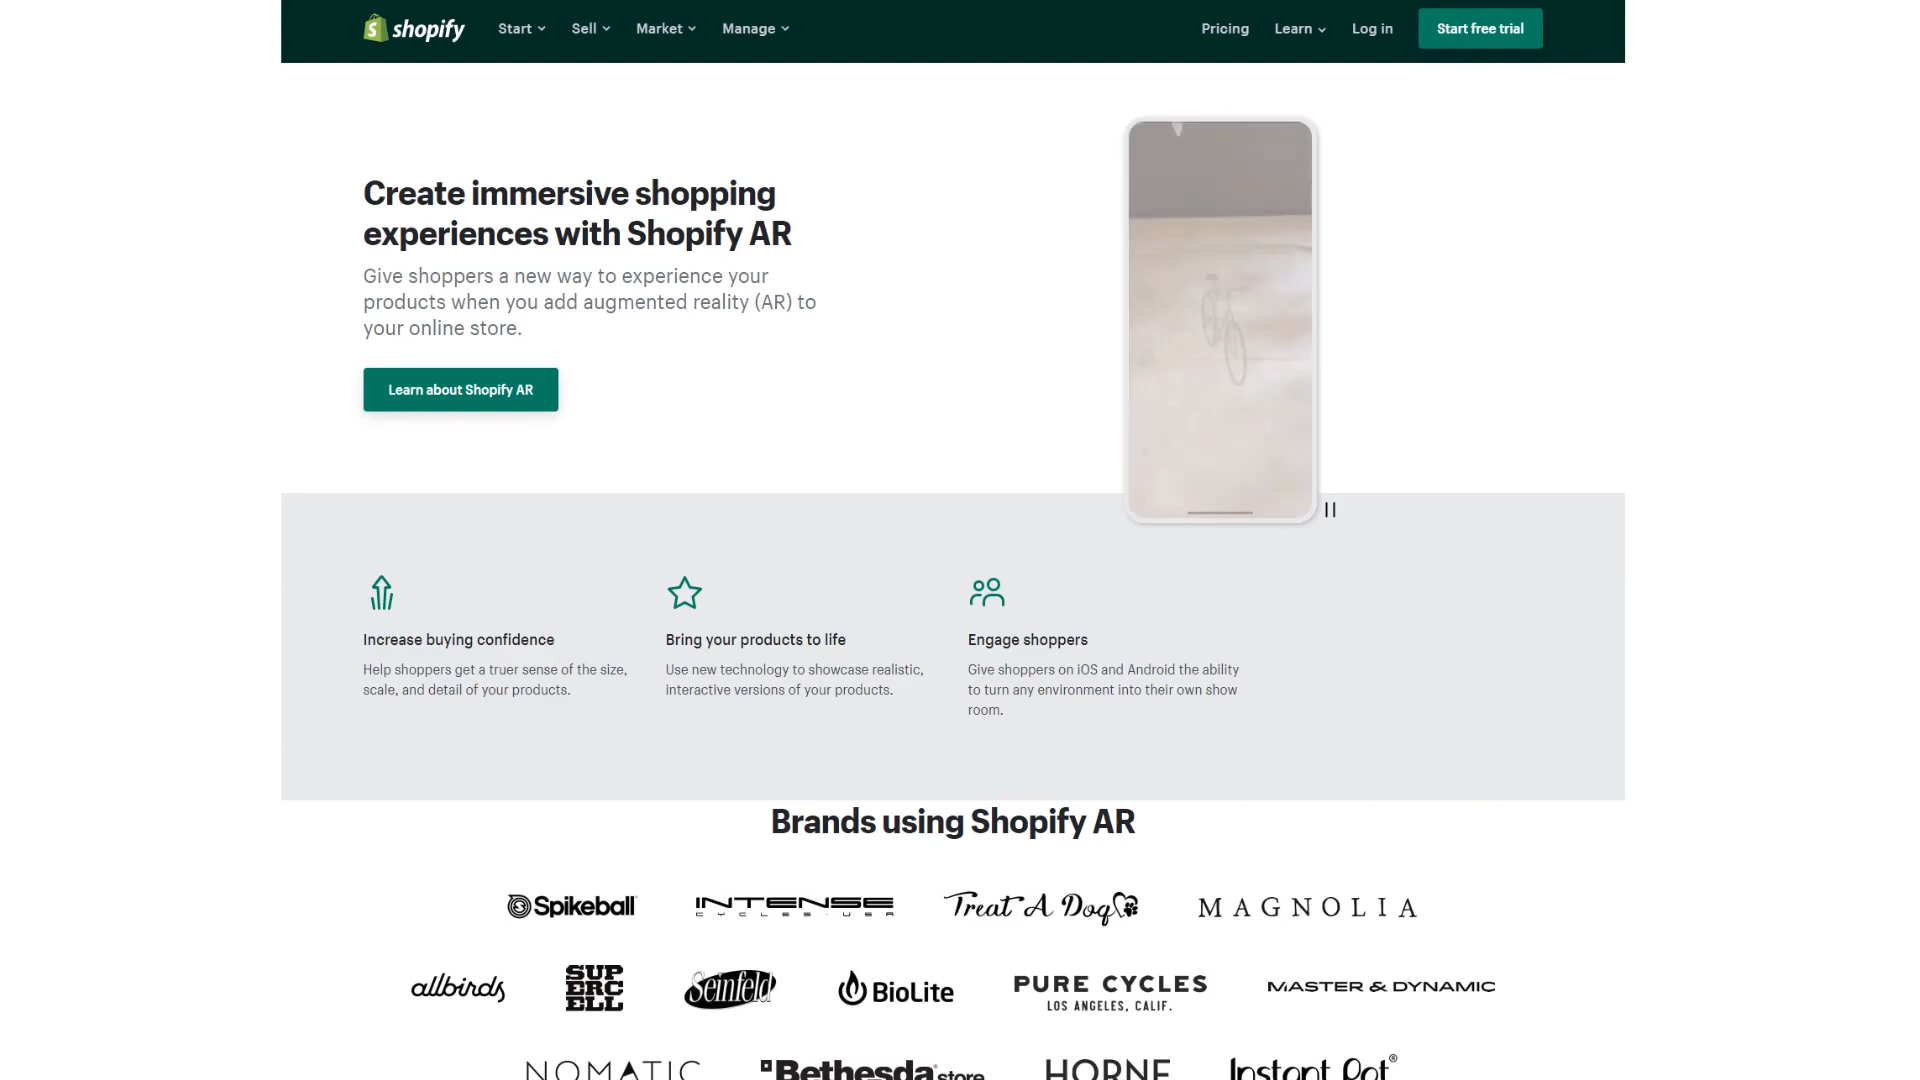 shopify Start Sell Market Manage Pricing Learn Log in Start free trial
Create immersive shopping
experiences with Shopify AR
Give shoppers a new way to experience your
products when you add augmented reality (AR) to
your online store.
Learn about Shopify AR
Increase buying confidence
Help shoppers get a truer sense of the size,
scale, and detail of your products.
Bring your products to life
Use new technology to showcase realistic,
interactive versions of your products.
Engage shoppers
Give shoppers on iOS and Android the ability
to turn any environment into their own show
room.
Brands using Shopify AR
Spikeball INTENSE CYCLES USA Treat A Dog MAGNOLIA
allbirds SUPERCELL Seinfeld BioLite PURE CYCLES LOS ANGELES, CALIF. MASTER & DYNAMIC
NOMATIC Bethesda store HORNE Instant Pot®